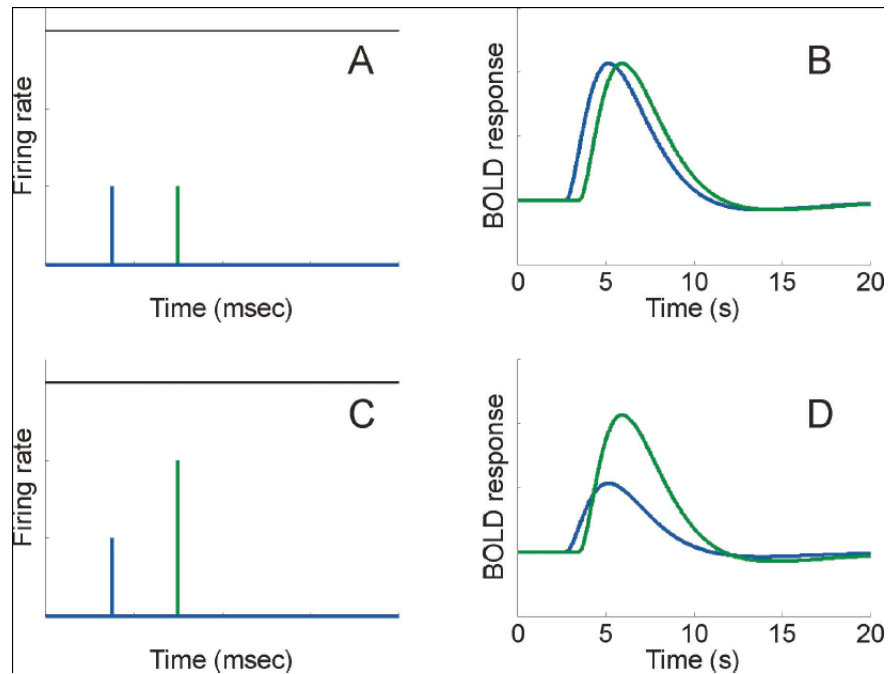 A
Firing rate
Time (msec)
B
BOLD response
0 5 10 15 20
Time (s)
C
Firing rate
Time (msec)
D
BOLD response
0 5 10 15 20
Time (s)